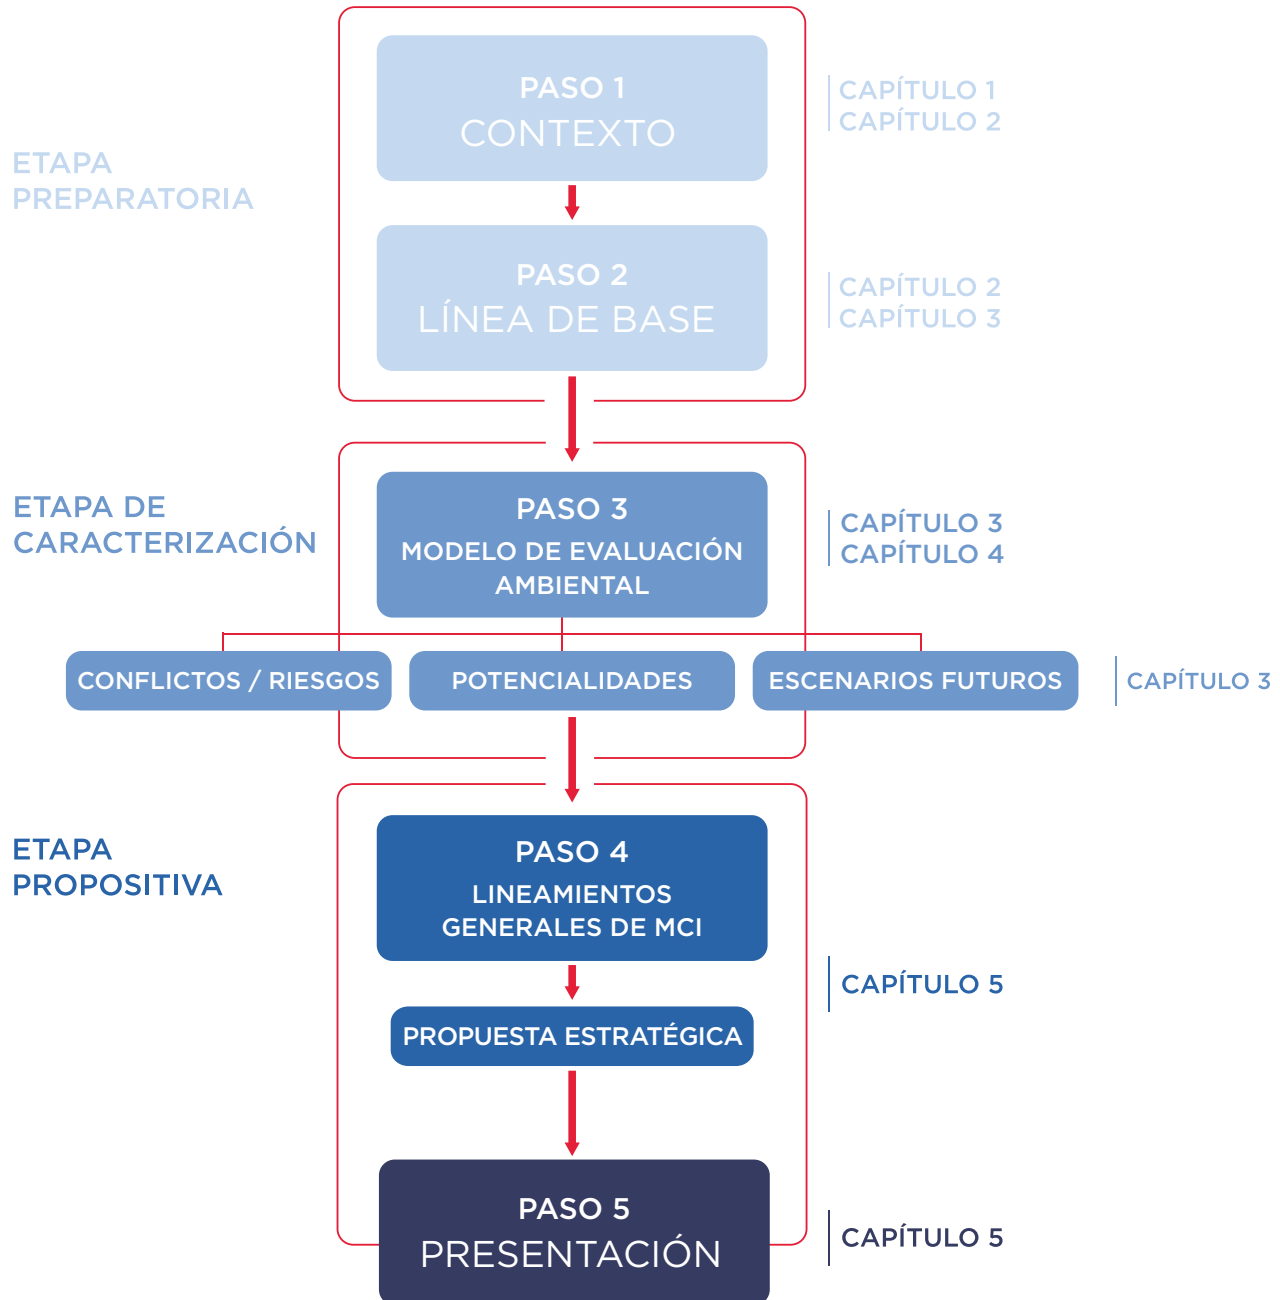 PASO 1
CONTEXTO
CAPÍTULO 1
CAPÍTULO 2
ETAPA
PREPARATORIA
PASO 2
LÍNEA DE BASE
CAPÍTULO 2
CAPÍTULO 3
ETAPA DE
CARACTERIZACIÓN
PASO 3
MODELO DE EVALUACIÓN
AMBIENTAL
CAPÍTULO 3
CAPÍTULO 4
CONFLICTOS / RIESGOS
POTENCIALIDADES
ESCENARIOS FUTUROS
CAPÍTULO 3
ETAPA
PROPOSITIVA
PASO 4
LINEAMIENTOS
GENERALES DE MCI
CAPÍTULO 5
PROPUESTA ESTRATÉGICA
PASO 5
PRESENTACIÓN
CAPÍTULO 5